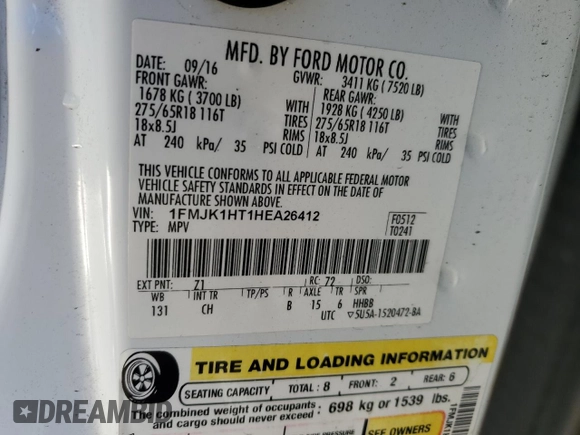 MFD. BY FORD MOTOR CO.
DATE: 09/16 GVWR: 3411 KG ( 7520 LB)
FRONT GAWR: REAR GAWR:
1678 KG ( 3700 LB) WITH 1928 KG ( 4250 LB) WITH
275/65R18 116T TIRES 275/65R18 116T TIRES
18x8.5J RIMS 18x8.5J RIMS
AT 240 kPa/ 35 PSI COLD AT 240 kPa/ 35 PSI COLD
THIS VEHICLE CONFORMS TO ALL APPLICABLE FEDERAL MOTOR
VEHICLE SAFETY STANDARDS IN EFFECT ON THE DATE OF
MANUFACTURE SHOWN ABOVE.
VIN: 1FMJK1HT1HEA26412 F0512
TYPE: MPV T0241
EXT PNT: Z1 RC: 72 DSO:
WB INT TR TP/PS R AXLE TR SPR
131 CH B 15 6 HHBB
UTC ▽5U5A-1520472-BA
TIRE AND LOADING INFORMATION
SEATING CAPACITY TOTAL: 8 FRONT: 2 REAR: 6
The combined weight of occupants
and cargo should never exceed: 698 kg or 1539 lbs.
SEE OWNERS